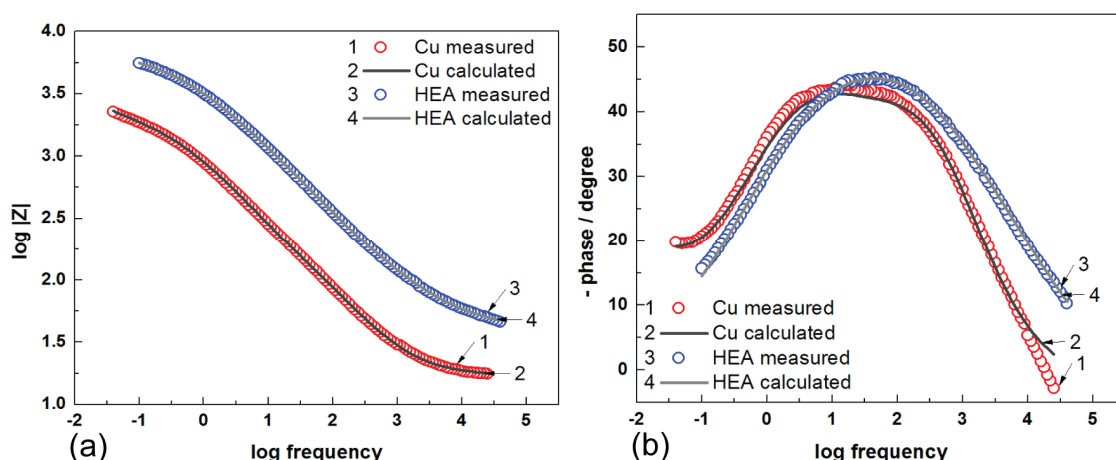 4.0
3.5
3.0
2.5
2.0
1.5
1.0
log |Z|
1 Cu measured
2 Cu calculated
3 HEA measured
4 HEA calculated
3
4
1
2
-2 -1 0 1 2 3 4 5
log frequency
(a)
50
40
30
20
10
0
- phase / degree
1 Cu measured
2 Cu calculated
3 HEA measured
4 HEA calculated
3
4
2
1
-2 -1 0 1 2 3 4 5
log frequency
(b)